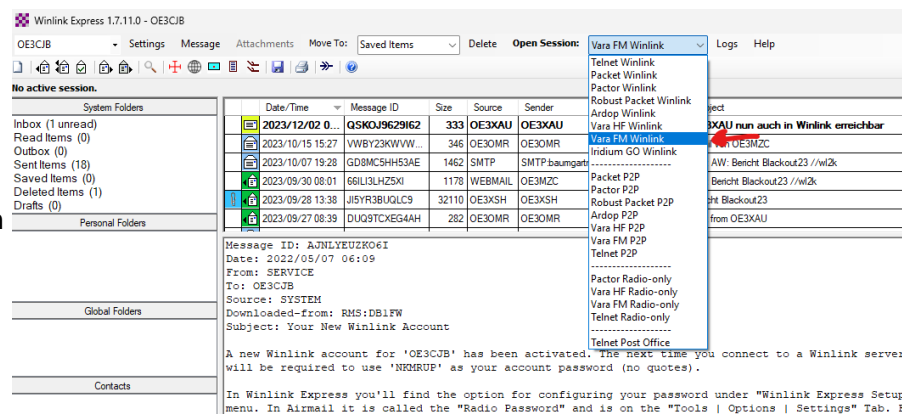 Winlink Express 1.7.11.0 - OE3CJB
OE3CJB Settings Message Attachments Move To: Saved Items Delete Open Session: Vara FM Winlink Logs Help
No active session.
System Folders
Inbox (1 unread)
Read Items (0)
Outbox (0)
Sent Items (18)
Saved Items (0)
Deleted Items (1)
Drafts (0)
Personal Folders
Global Folders
Contacts
Date/Time Message ID Size Source Sender ject
2023/12/02 0... QSKOJ9629I62 333 OE3XAU OE3XAU 3XAU nun auch in Winlink erreichbar
2023/10/15 15:27 VWBY23KWVW... 346 OE3OMR OE3OMR OE3MZC
2023/10/07 19:28 GD8MC5HH53AE 1462 SMTP SMTP:baumgart AW: Bericht Blackout23 //wl2k
2023/09/30 08:01 66ILI3LHZ5XI 1178 WEBMAIL OE3MZC Bericht Blackout23 //wl2k
2023/09/28 13:38 JI5YR3BUQLC9 32110 OE3XSH OE3XSH cht Blackout23
2023/09/27 08:39 DUQ9TCXEG4AH 282 OE3OMR OE3OMR from OE3XAU
Telnet Winlink
Packet Winlink
Pactor Winlink
Robust Packet Winlink
Ardop Winlink
Vara HF Winlink
Vara FM Winlink
Iridium GO Winlink
-------------------
Packet P2P
Pactor P2P
Robust Packet P2P
Ardop P2P
Vara HF P2P
Vara FM P2P
Telnet P2P
-------------------
Pactor Radio-only
Vara HF Radio-only
Vara FM Radio-only
Telnet Radio-only
-------------------
Telnet Post Office
Message ID: AJNLYEUZKO6I
Date: 2022/05/07 06:09
From: SERVICE
To: OE3CJB
Source: SYSTEM
Downloaded-from: RMS:DB1FW
Subject: Your New Winlink Account
A new Winlink account for 'OE3CJB' has been activated. The next time you connect to a Winlink server
will be required to use 'NKMRUP' as your account password (no quotes).
In Winlink Express you'll find the option for configuring your password under "Winlink Express Setup
menu. In Airmail it is called the "Radio Password" and is on the "Tools | Options | Settings" Tab.